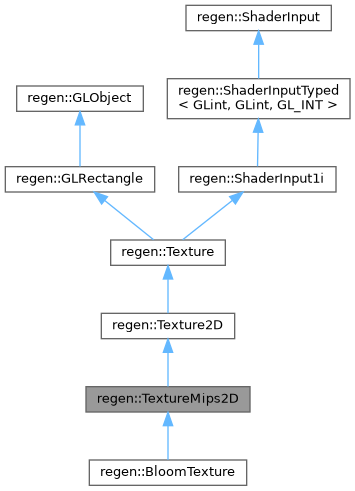 regen::ShaderInput
regen::GLObject
regen::ShaderInputTyped
< GLint, GLint, GL_INT >
regen::GLRectangle
regen::ShaderInput1i
regen::Texture
regen::Texture2D
regen::TextureMips2D
regen::BloomTexture